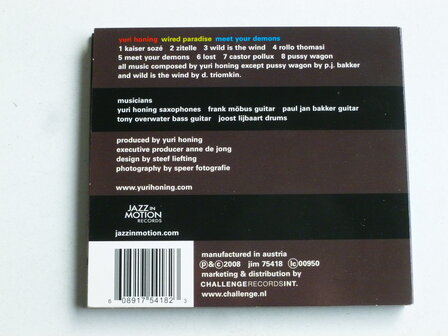 yuri honing wired paradise meet your demons
1 kaiser sozé 2 zitelle 3 wild is the wind 4 rollo thomasi
5 meet your demons 6 lost 7 castor pollux 8 pussy wagon
all music composed by yuri honing except pussy wagon by p.j. bakker
and wild is the wind by d. triomkin.
musicians
yuri honing saxophones frank möbus guitar paul jan bakker guitar
tony overwater bass guitar joost lijbaart drums
produced by yuri honing
executive producer anne de jong
design by steef liefting
photography by speer fotografie
www.yurihoning.com
JAZZ IN
MOTION
RECORDS
jazzinmotion.com
manufactured in austria
℗&©2008 jim 75418 LC 00950
marketing & distribution by
CHALLENGERECORDSINT.
www.challenge.nl
6 08917 54182 3